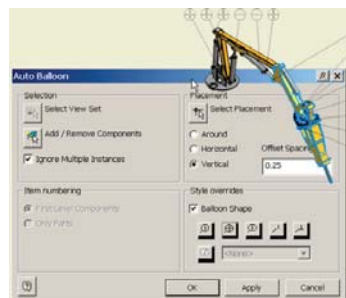 Auto Balloon
Selection
Select View Set
Add / Remove Components
Ignore Multiple Instances
Placement
Select Placement
Around
Horizontal
Vertical
Offset Spacing
0.25
Item numbering
First Level Components
Only Parts
Style overrides
Balloon Shape
<None>
OK
Apply
Cancel